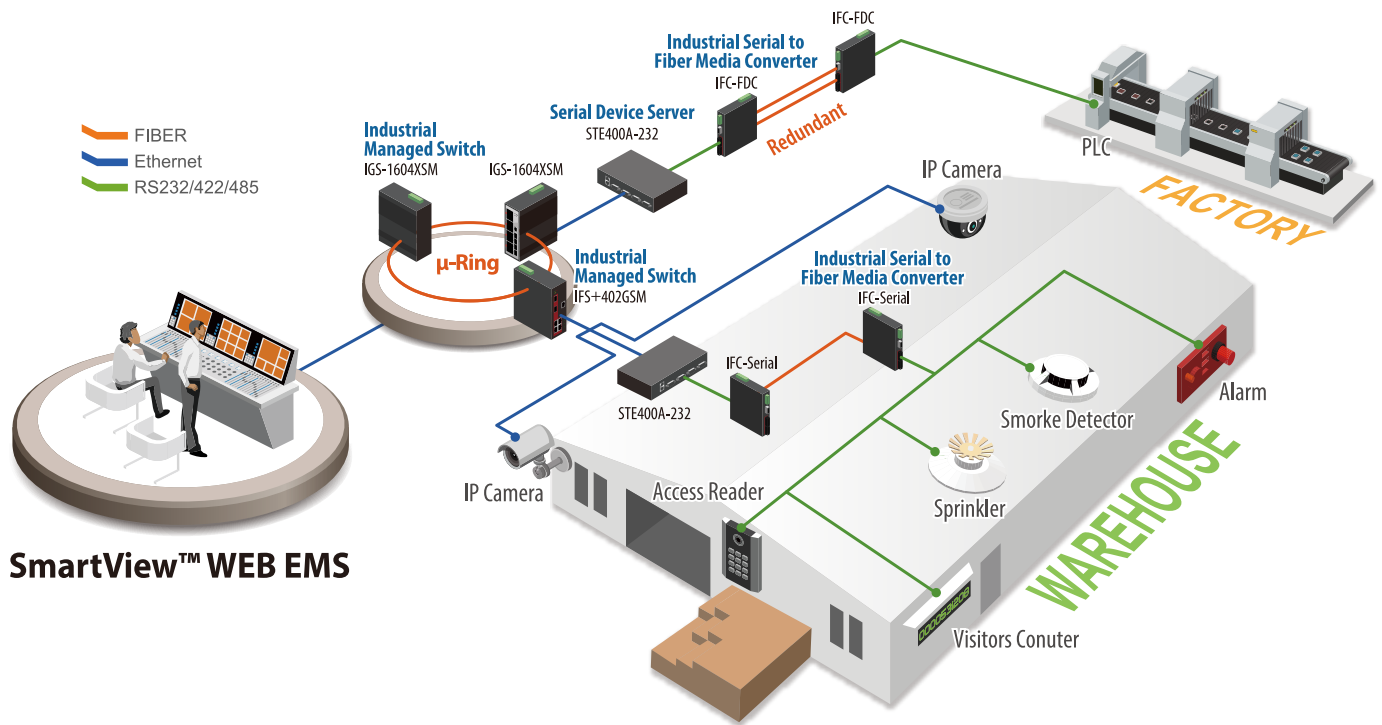 FIBER
Ethernet
RS232/422/485
Industrial
Managed Switch
IGS-1604XSM
IGS-1604XSM
Serial Device Server
STE400A-232
Industrial Serial to
Fiber Media Converter
IFC-FDC
IFC-FDC
Redundant
PLC
FACTORY
IP Camera
μ-Ring
Industrial
Managed Switch
IFS+402GSM
Industrial Serial to
Fiber Media Converter
IFC-Serial
IFC-Serial
STE400A-232
Alarm
Smorke Detector
Sprinkler
WAREHOUSE
IP Camera
Access Reader
0000531208
Visitors Conuter
SmartView™ WEB EMS